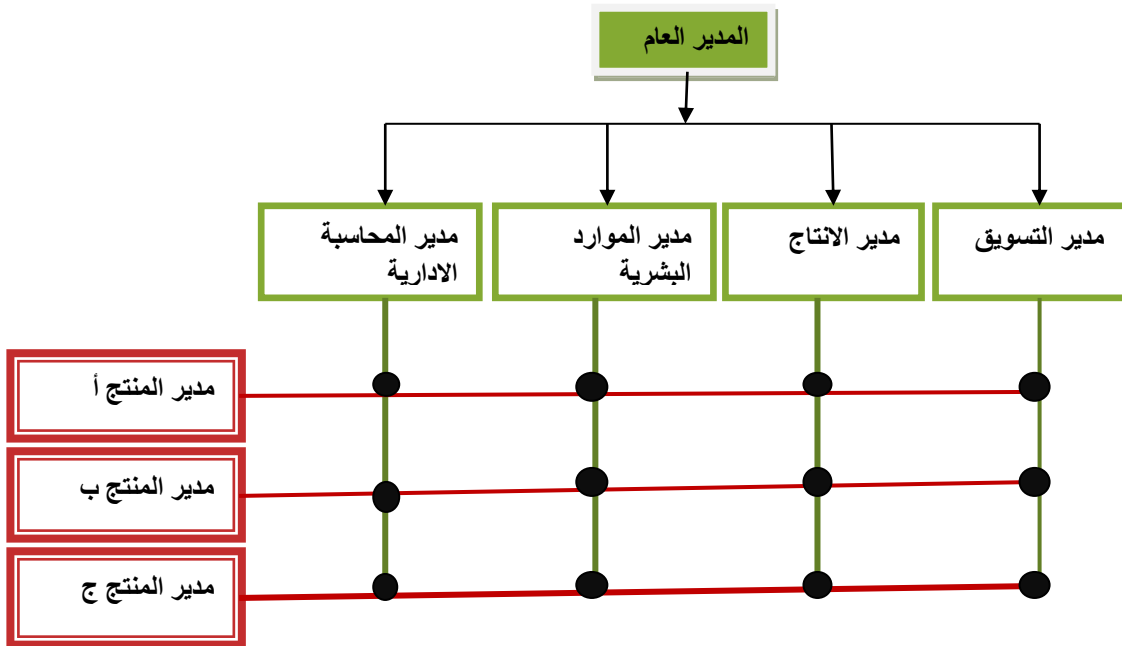 المدير العام
مدير التسويق
مدير الانتاج
مدير الموارد
البشرية
مدير المحاسبة
الادارية
مدير المنتج أ
مدير المنتج ب
مدير المنتج ج